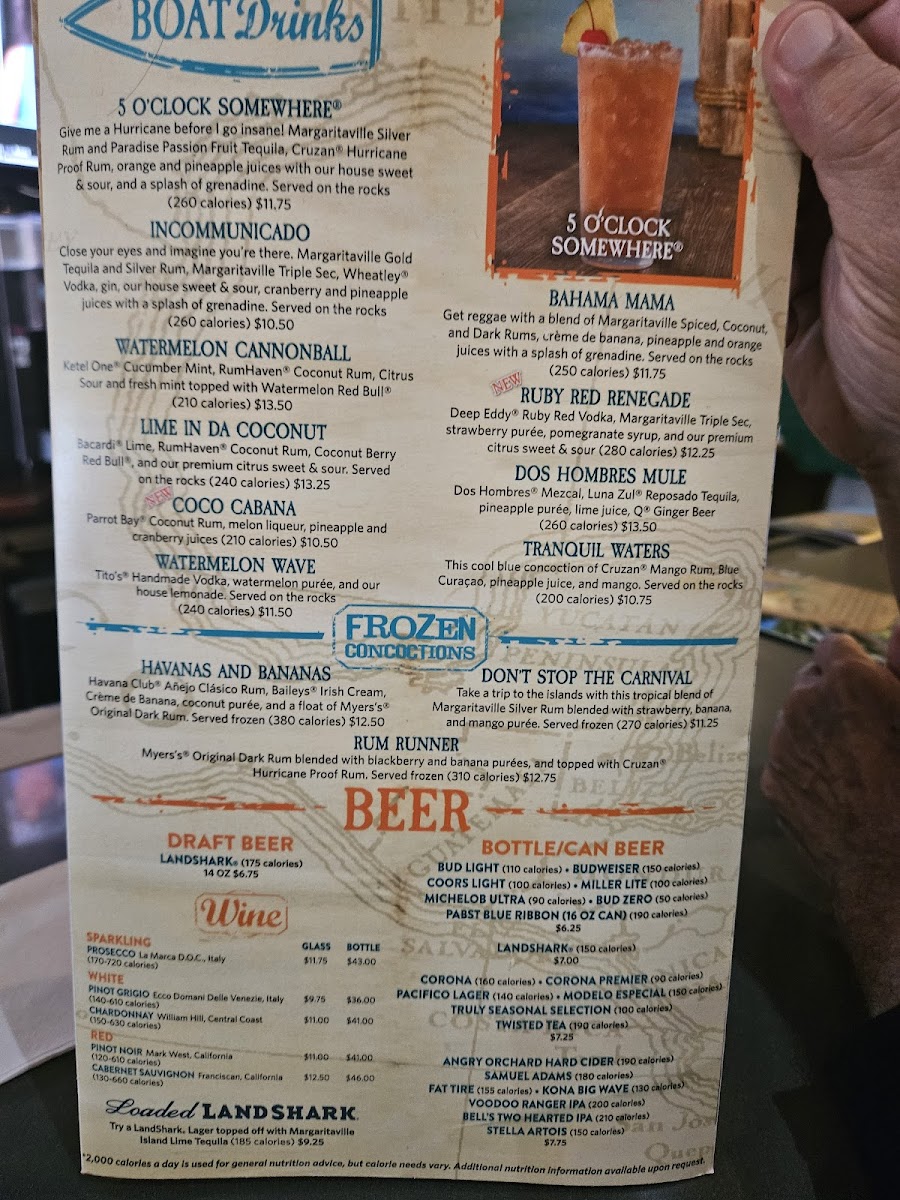 BOAT Drinks
5 O'CLOCK SOMEWHERE®
Give me a Hurricane before I go insane! Margaritaville Silver
Rum and Paradise Passion Fruit Tequila, Cruzan® Hurricane
Proof Rum, orange and pineapple juices with our house sweet
& sour, and a splash of grenadine. Served on the rocks
(260 calories) $11.75
INCOMMUNICADO
Close your eyes and imagine you're there. Margaritaville Gold
Tequila and Silver Rum, Margaritaville Triple Sec, Wheatley®
Vodka, gin, our house sweet & sour, cranberry and pineapple
juices with a splash of grenadine. Served on the rocks
(260 calories) $10.50
WATERMELON CANNONBALL
Ketel One® Cucumber Mint, RumHaven® Coconut Rum, Citrus
Sour and fresh mint topped with Watermelon Red Bull®
(210 calories) $13.50
LIME IN DA COCONUT
Bacardi® Lime, RumHaven® Coconut Rum, Coconut Berry
Red Bull®, and our premium citrus sweet & sour. Served
on the rocks (240 calories) $13.25
NEW
COCO CABANA
Parrot Bay® Coconut Rum, melon liqueur, pineapple and
cranberry juices (210 calories) $10.50
WATERMELON WAVE
Tito's® Handmade Vodka, watermelon purée, and our
house lemonade. Served on the rocks
(240 calories) $11.50
5 O'CLOCK
SOMEWHERE®
BAHAMA MAMA
Get reggae with a blend of Margaritaville Spiced, Coconut,
and Dark Rums, crème de banana, pineapple and orange
juices with a splash of grenadine. Served on the rocks
(250 calories) $11.75
NEW
RUBY RED RENEGADE
Deep Eddy® Ruby Red Vodka, Margaritaville Triple Sec,
strawberry purée, pomegranate syrup, and our premium
citrus sweet & sour (280 calories) $12.25
DOS HOMBRES MULE
Dos Hombres® Mezcal, Luna Zul® Reposado Tequila,
pineapple purée, lime juice, Q® Ginger Beer
(260 calories) $13.50
TRANQUIL WATERS
This cool blue concoction of Cruzan® Mango Rum, Blue
Curaçao, pineapple juice, and mango. Served on the rocks
(200 calories) $10.75
YUCATAN
PENINSULA
FROZEN
CONCOCTIONS
HAVANAS AND BANANAS
Havana Club® Añejo Clásico Rum, Baileys® Irish Cream,
Crème de Banana, coconut purée, and a float of Myers's®
Original Dark Rum. Served frozen (380 calories) $12.50
DON'T STOP THE CARNIVAL
Take a trip to the islands with this tropical blend of
Margaritaville Silver Rum blended with strawberry, banana,
and mango purée. Served frozen (270 calories) $11.25
RUM RUNNER
Myers's® Original Dark Rum blended with blackberry and banana purées, and topped with Cruzan®
Hurricane Proof Rum. Served frozen (310 calories) $12.75
Belize
BELIZE
BEER
DRAFT BEER
LANDSHARK® (175 calories)
14 OZ $6.75
Wine
GLASS BOTTLE
SPARKLING
PROSECCO La Marca D.O.C., Italy $11.75 $43.00
(170-720 calories)
WHITE
PINOT GRIGIO Ecco Domani Delle Venezie, Italy $9.75 $36.00
(140-610 calories)
CHARDONNAY William Hill, Central Coast $11.00 $41.00
(150-630 calories)
RED
PINOT NOIR Mark West, California $11.00 $41.00
(120-610 calories)
CABERNET SAUVIGNON Franciscan, California $12.50 $46.00
(130-660 calories)
Loaded LANDSHARK
Try a LandShark® Lager topped off with Margaritaville
Island Lime Tequila (185 calories) $9.25
BOTTLE/CAN BEER
BUD LIGHT (110 calories) • BUDWEISER (150 calories)
COORS LIGHT (100 calories) • MILLER LITE (100 calories)
MICHELOB ULTRA (90 calories) • BUD ZERO (50 calories)
PABST BLUE RIBBON (16 OZ CAN) (190 calories)
$6.25
LANDSHARK® (150 calories)
$7.00
CORONA (160 calories) • CORONA PREMIER (90 calories)
PACIFICO LAGER (140 calories) • MODELO ESPECIAL (150 calories)
TRULY SEASONAL SELECTION (100 calories)
TWISTED TEA (190 calories)
$7.25
ANGRY ORCHARD HARD CIDER (190 calories)
SAMUEL ADAMS (180 calories)
FAT TIRE (155 calories) • KONA BIG WAVE (130 calories)
VOODOO RANGER IPA (200 calories)
BELL'S TWO HEARTED IPA (210 calories)
STELLA ARTOIS (150 calories)
$7.75
*2,000 calories a day is used for general nutrition advice, but calorie needs vary. Additional nutrition information available upon request.